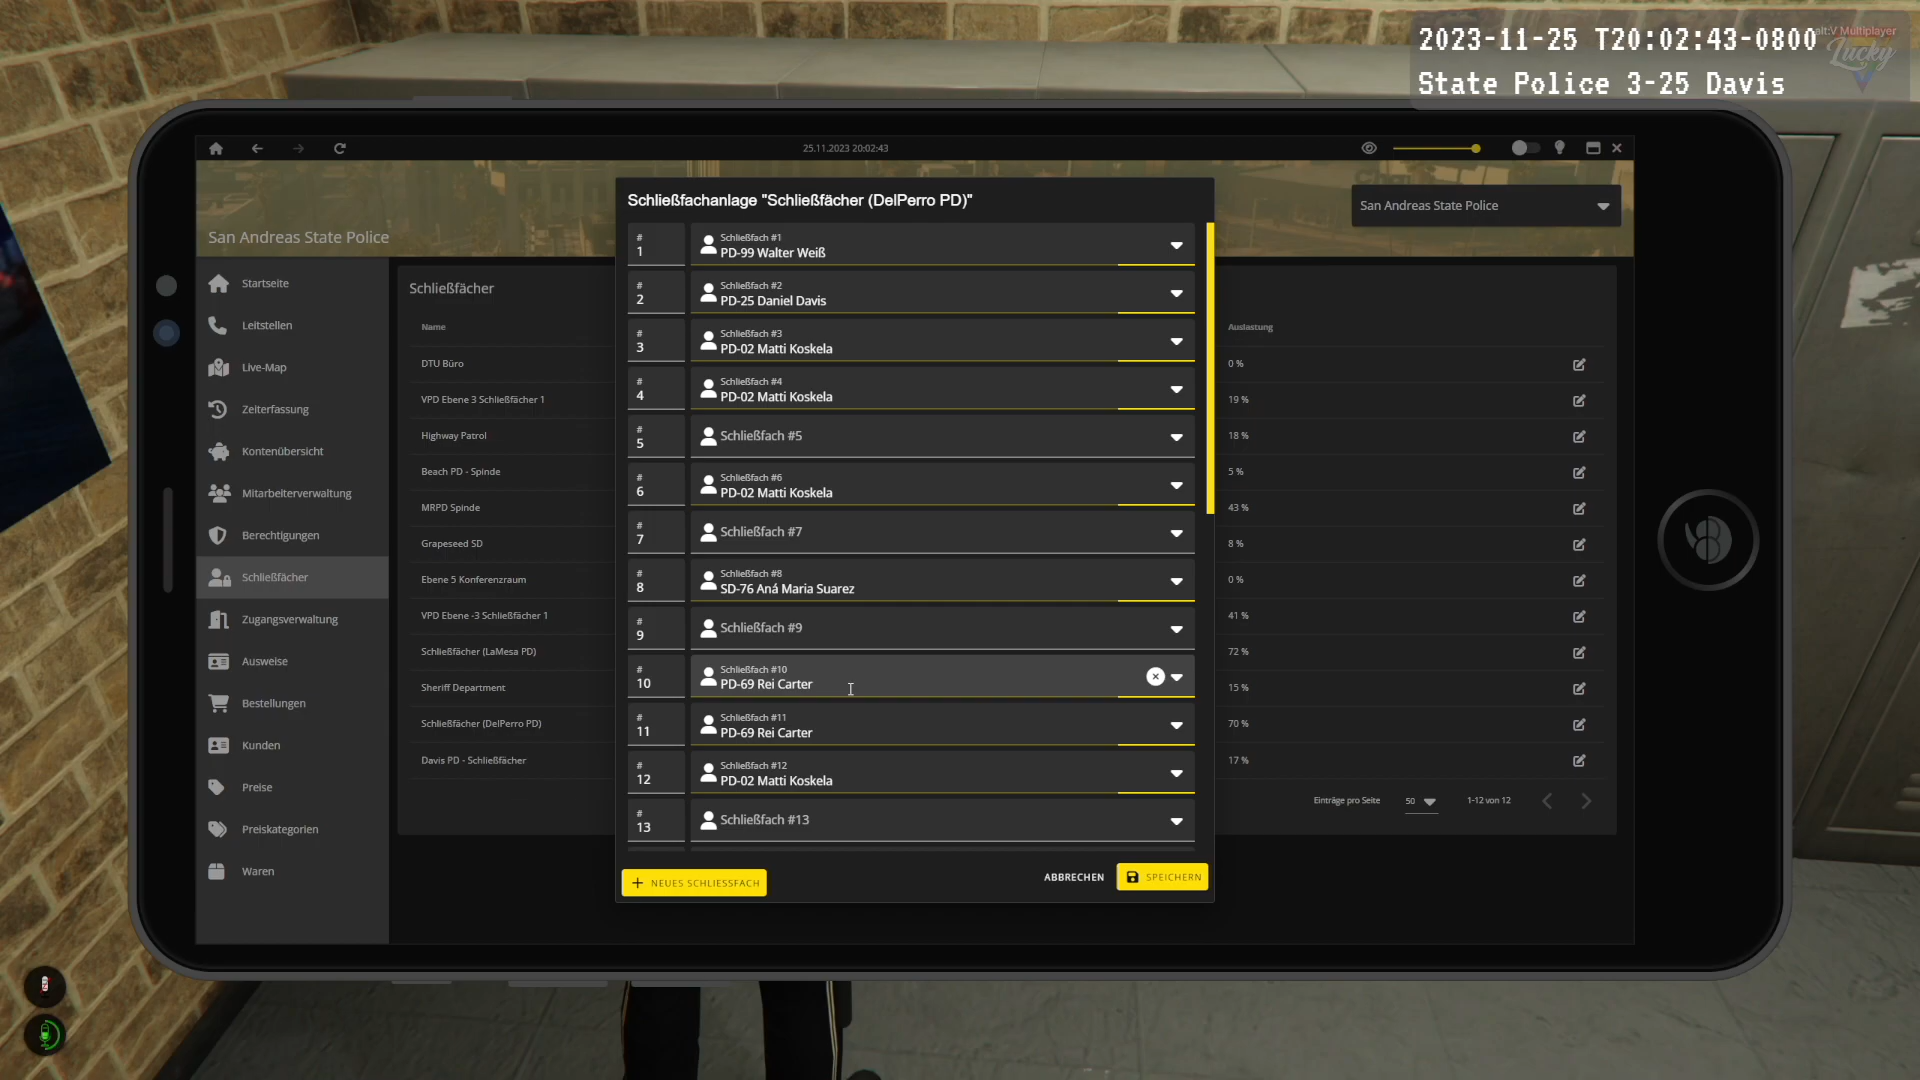 2023-11-25 T20:02:43-0800
alt:V Multiplayer
Lucky
State Police 3-25 Davis
25.11.2023 20:02:43
San Andreas State Police
San Andreas State Police
Startseite
Leitstellen
Live-Map
Zeiterfassung
Kontenübersicht
Mitarbeiterverwaltung
Berechtigungen
Schließfächer
Zugangsverwaltung
Ausweise
Bestellungen
Kunden
Preise
Preiskategorien
Waren
Schließfächer
Name
Auslastung
DTU Büro
0 %
VPD Ebene 3 Schließfächer 1
19 %
Highway Patrol
18 %
Beach PD - Spinde
5 %
MRPD Spinde
43 %
Grapeseed SD
8 %
Ebene 5 Konferenzraum
0 %
VPD Ebene -3 Schließfächer 1
41 %
Schließfächer (LaMesa PD)
72 %
Sheriff Department
15 %
Schließfächer (DelPerro PD)
70 %
Davis PD - Schließfächer
17 %
Einträge pro Seite
50
1-12 von 12
Schließfachanlage "Schließfächer (DelPerro PD)"
#
1
Schließfach #1
PD-99 Walter Weiß
#
2
Schließfach #2
PD-25 Daniel Davis
#
3
Schließfach #3
PD-02 Matti Koskela
#
4
Schließfach #4
PD-02 Matti Koskela
#
5
Schließfach #5
#
6
Schließfach #6
PD-02 Matti Koskela
#
7
Schließfach #7
#
8
Schließfach #8
SD-76 Aná Maria Suarez
#
9
Schließfach #9
#
10
Schließfach #10
PD-69 Rei Carter
#
11
Schließfach #11
PD-69 Rei Carter
#
12
Schließfach #12
PD-02 Matti Koskela
#
13
Schließfach #13
NEUES SCHLIESSFACH
ABBRECHEN
SPEICHERN